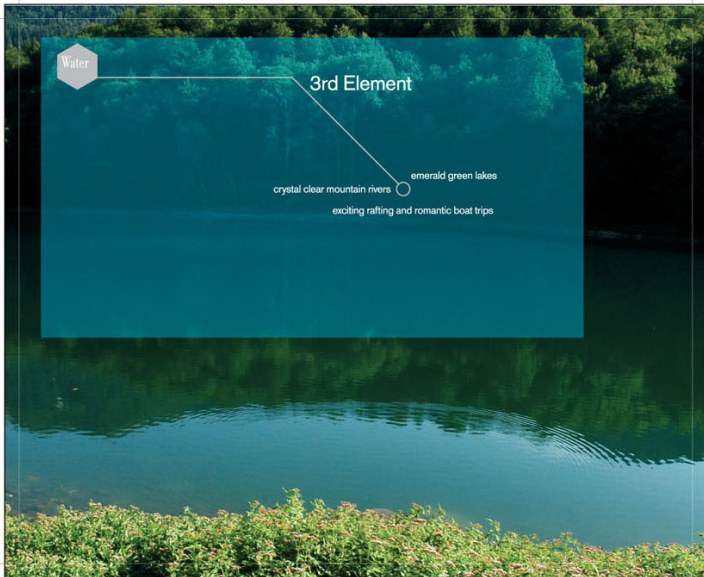 Water
3rd Element
emerald green lakes
crystal clear mountain rivers
exciting rafting and romantic boat trips